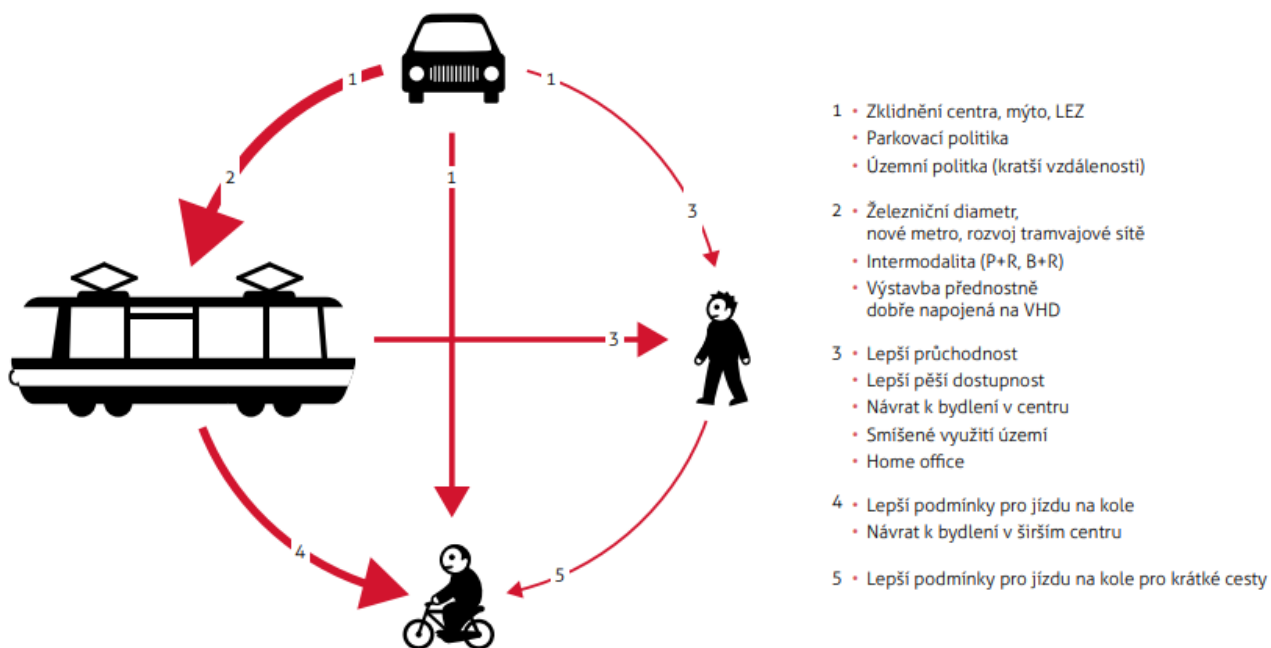 1
1
2
1
3
3
4
5
1 • Zklidnění centra, mýto, LEZ
• Parkovací politika
• Územní politka (kratší vzdálenosti)
2 • Železniční diametr,
nové metro, rozvoj tramvajové sítě
• Intermodalita (P+R, B+R)
• Výstavba přednostně
dobře napojená na VHD
3 • Lepší průchodnost
• Lepší pěší dostupnost
• Návrat k bydlení v centru
• Smíšené využití území
• Home office
4 • Lepší podmínky pro jízdu na kole
• Návrat k bydlení v širším centru
5 • Lepší podmínky pro jízdu na kole pro krátké cesty